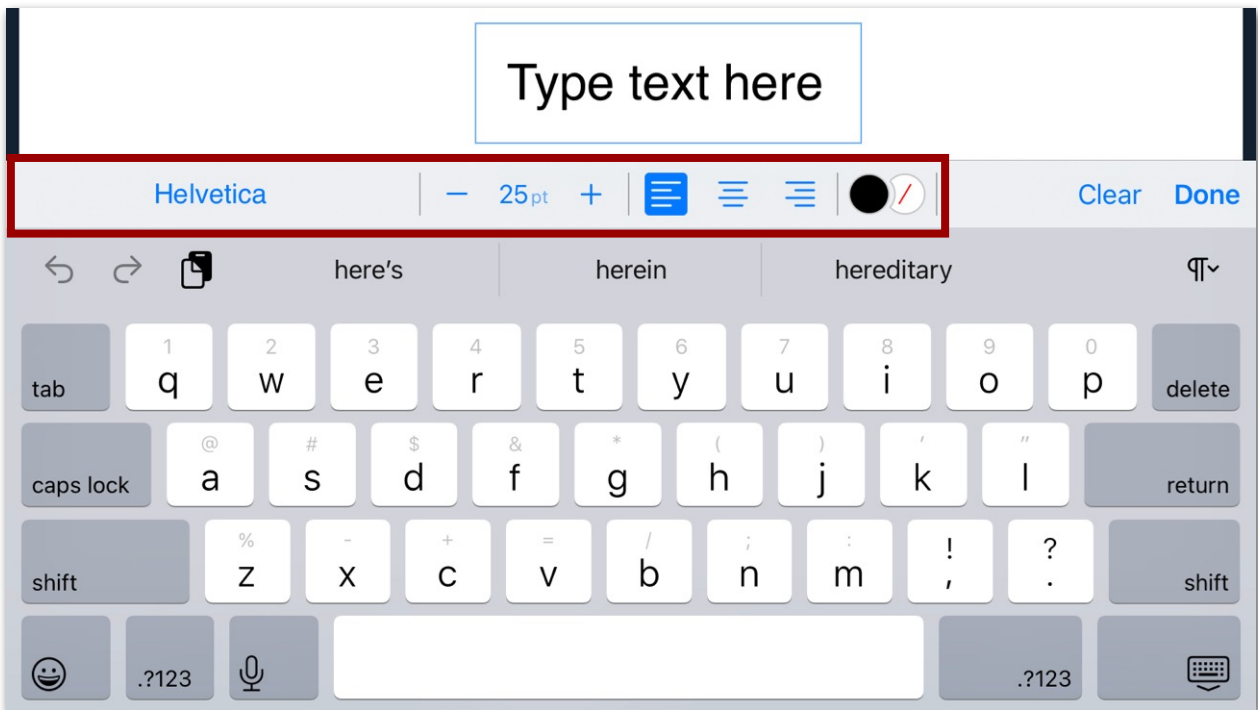 Type text here
Helvetica − 25pt + Clear Done
here's herein hereditary
1 2 3 4 5 6 7 8 9 0
tab q w e r t y u i o p delete
@ # $ & * ( ) ' "
caps lock a s d f g h j k l return
% - + = / ; : ! ?
shift z x c v b n m , . shift
.?123 .?123